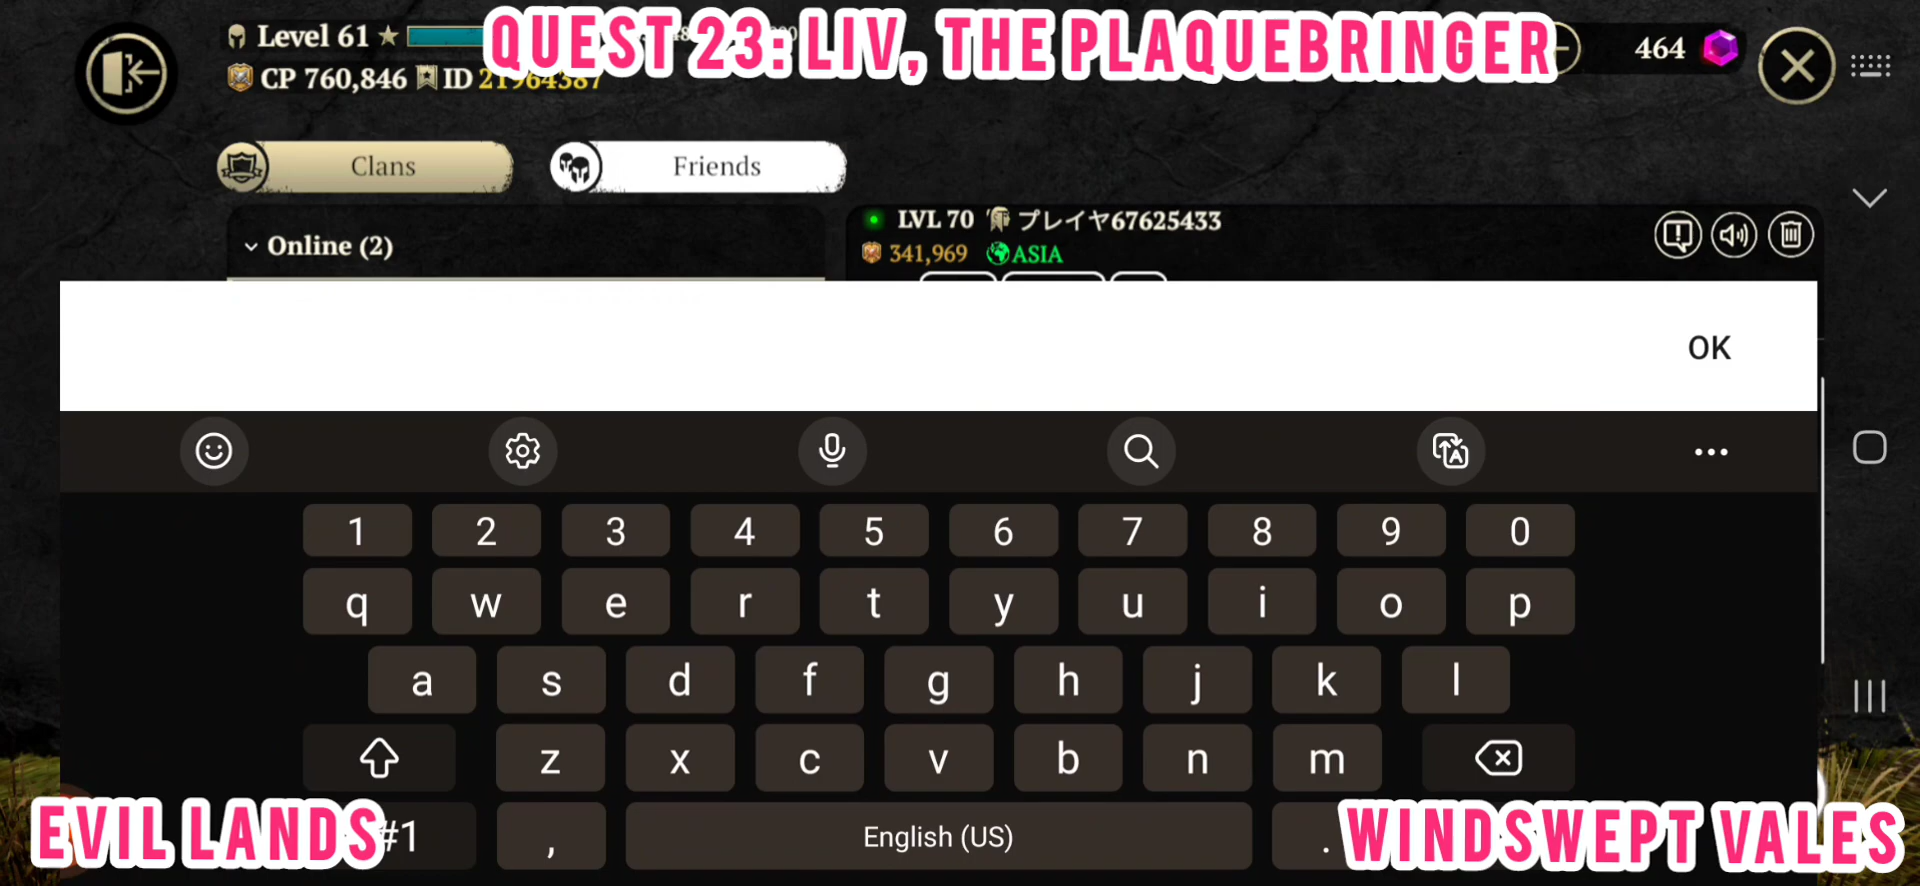 QUEST 23: LIV, THE PLAQUEBRINGER
Level 61
CP 760,846 ID 21964387
464
Clans
Friends
Online (2)
LVL 70 プレイヤ67625433
341,969 ASIA
OK
1 2 3 4 5 6 7 8 9 0
q w e r t y u i o p
a s d f g h j k l
z x c v b n m
#1 , English (US) .
EVIL LANDS
WINDSWEPT VALES